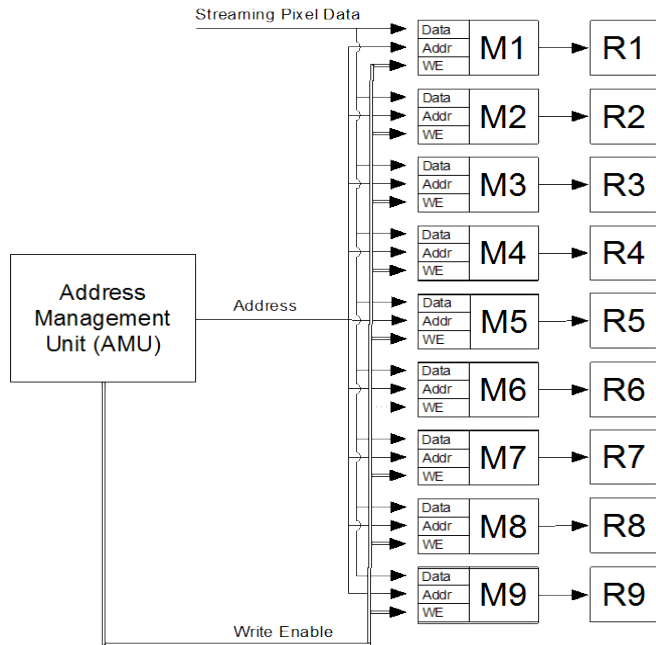 Streaming Pixel Data
Data
Addr
WE
M1
R1
Data
Addr
WE
M2
R2
Data
Addr
WE
M3
R3
Data
Addr
WE
M4
R4
Address
Management
Unit (AMU)
Address
Data
Addr
WE
M5
R5
Data
Addr
WE
M6
R6
Data
Addr
WE
M7
R7
Data
Addr
WE
M8
R8
Data
Addr
WE
M9
R9
Write Enable